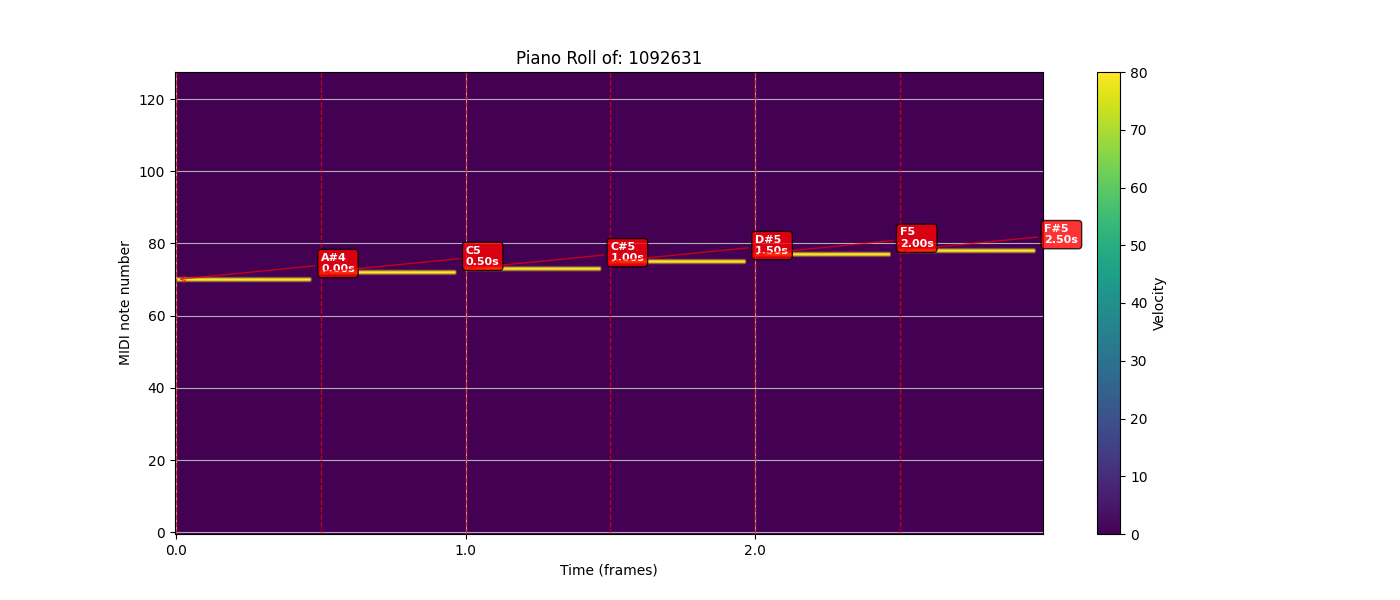 Piano Roll of: 1092631
MIDI note number
120
100
80
60
40
20
0
A#4
0.00s
C5
0.50s
C#5
1.00s
D#5
1.50s
F5
2.00s
F#5
2.50s
0.0
1.0
2.0
Time (frames)
80
70
60
50
40
30
20
10
0
Velocity